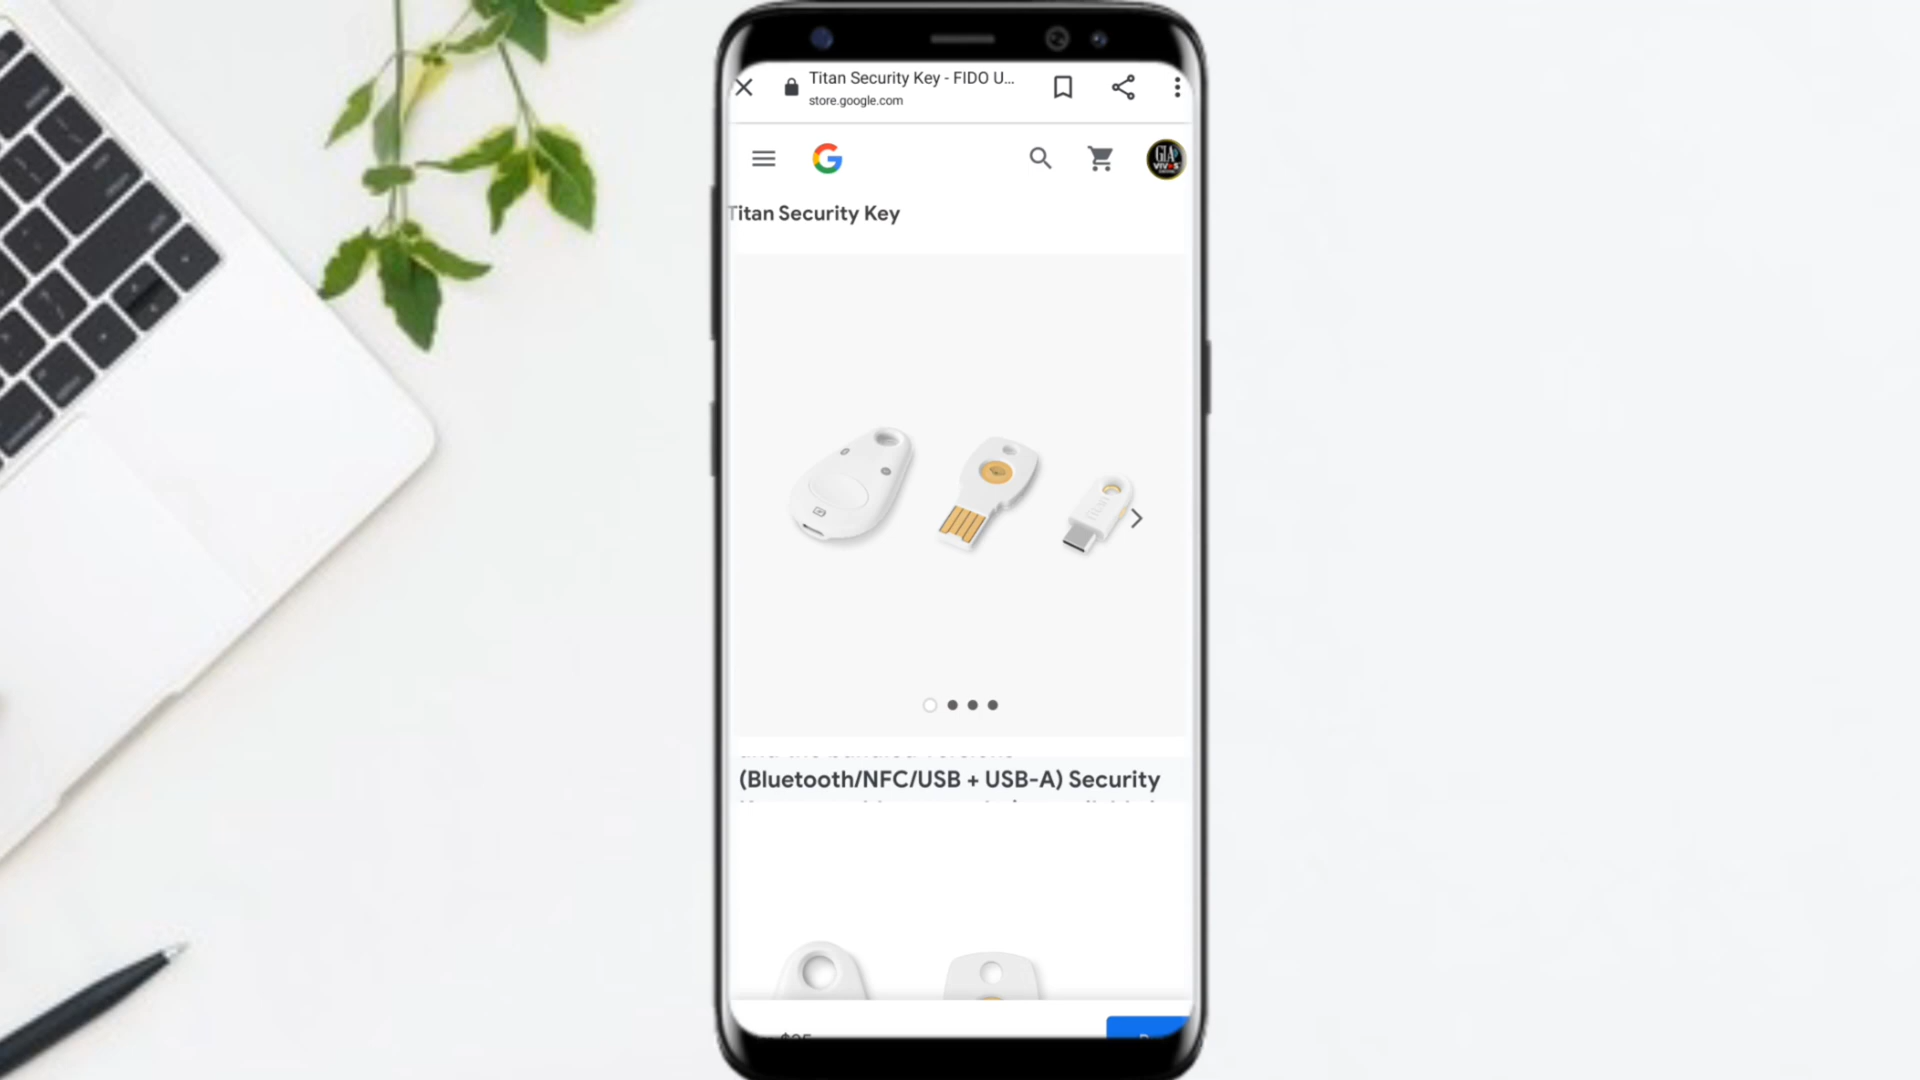 Titan Security Key - FIDO U...
store.google.com
Titan Security Key
(Bluetooth/NFC/USB + USB-A) Security